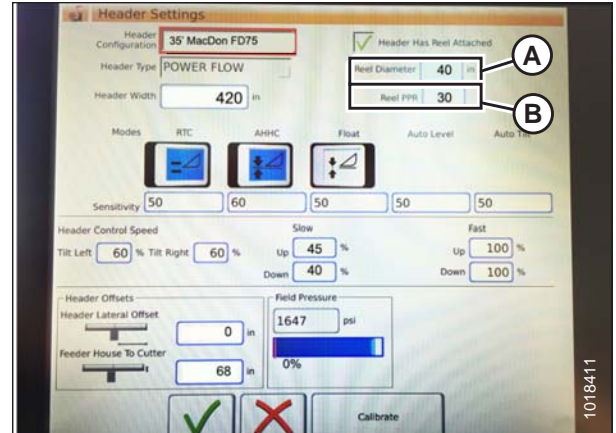 Header Settings
Header Configuration 35' MacDon FD75
Header Has Reel Attached
Header Type POWER FLOW
Reel Diameter 40 in
A
Header Width 420 in
Reel PPR 30
B
Modes RTC AHHC Float Auto Level Auto Tilt
Sensitivity 50 60 50 50 50
Header Control Speed
Slow Fast
Tilt Left 60 % Tilt Right 60 %
Up 45 %
Up 100 %
Down 40 %
Down 100 %
Header Offsets
Field Pressure
Header Lateral Offset
0 in
1647 psi
Feeder House To Cutter
68 in
0%
Calibrate
1018411